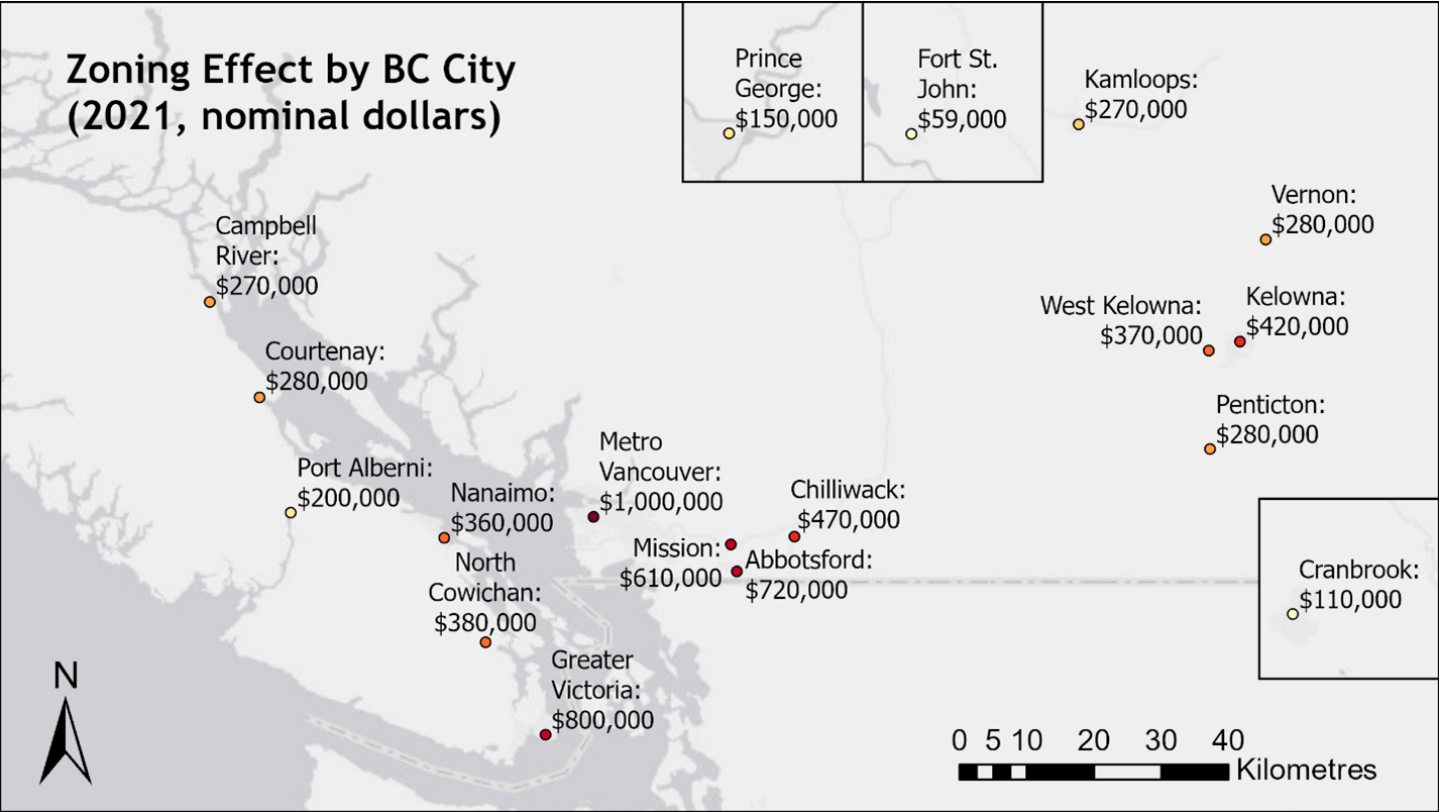 Zoning Effect by BC City
(2021, nominal dollars)
Prince
George:
$150,000
Fort St.
John:
$59,000
Kamloops:
$270,000
Vernon:
$280,000
Campbell
River:
$270,000
West Kelowna:
$370,000
Kelowna:
$420,000
Courtenay:
$280,000
Penticton:
$280,000
Port Alberni:
$200,000
Nanaimo:
$360,000
Metro
Vancouver:
$1,000,000
Chilliwack:
$470,000
Mission:
$610,000
Abbotsford:
$720,000
North
Cowichan:
$380,000
Cranbrook:
$110,000
Greater
Victoria:
$800,000
N
0 5 10 20 30 40
Kilometres